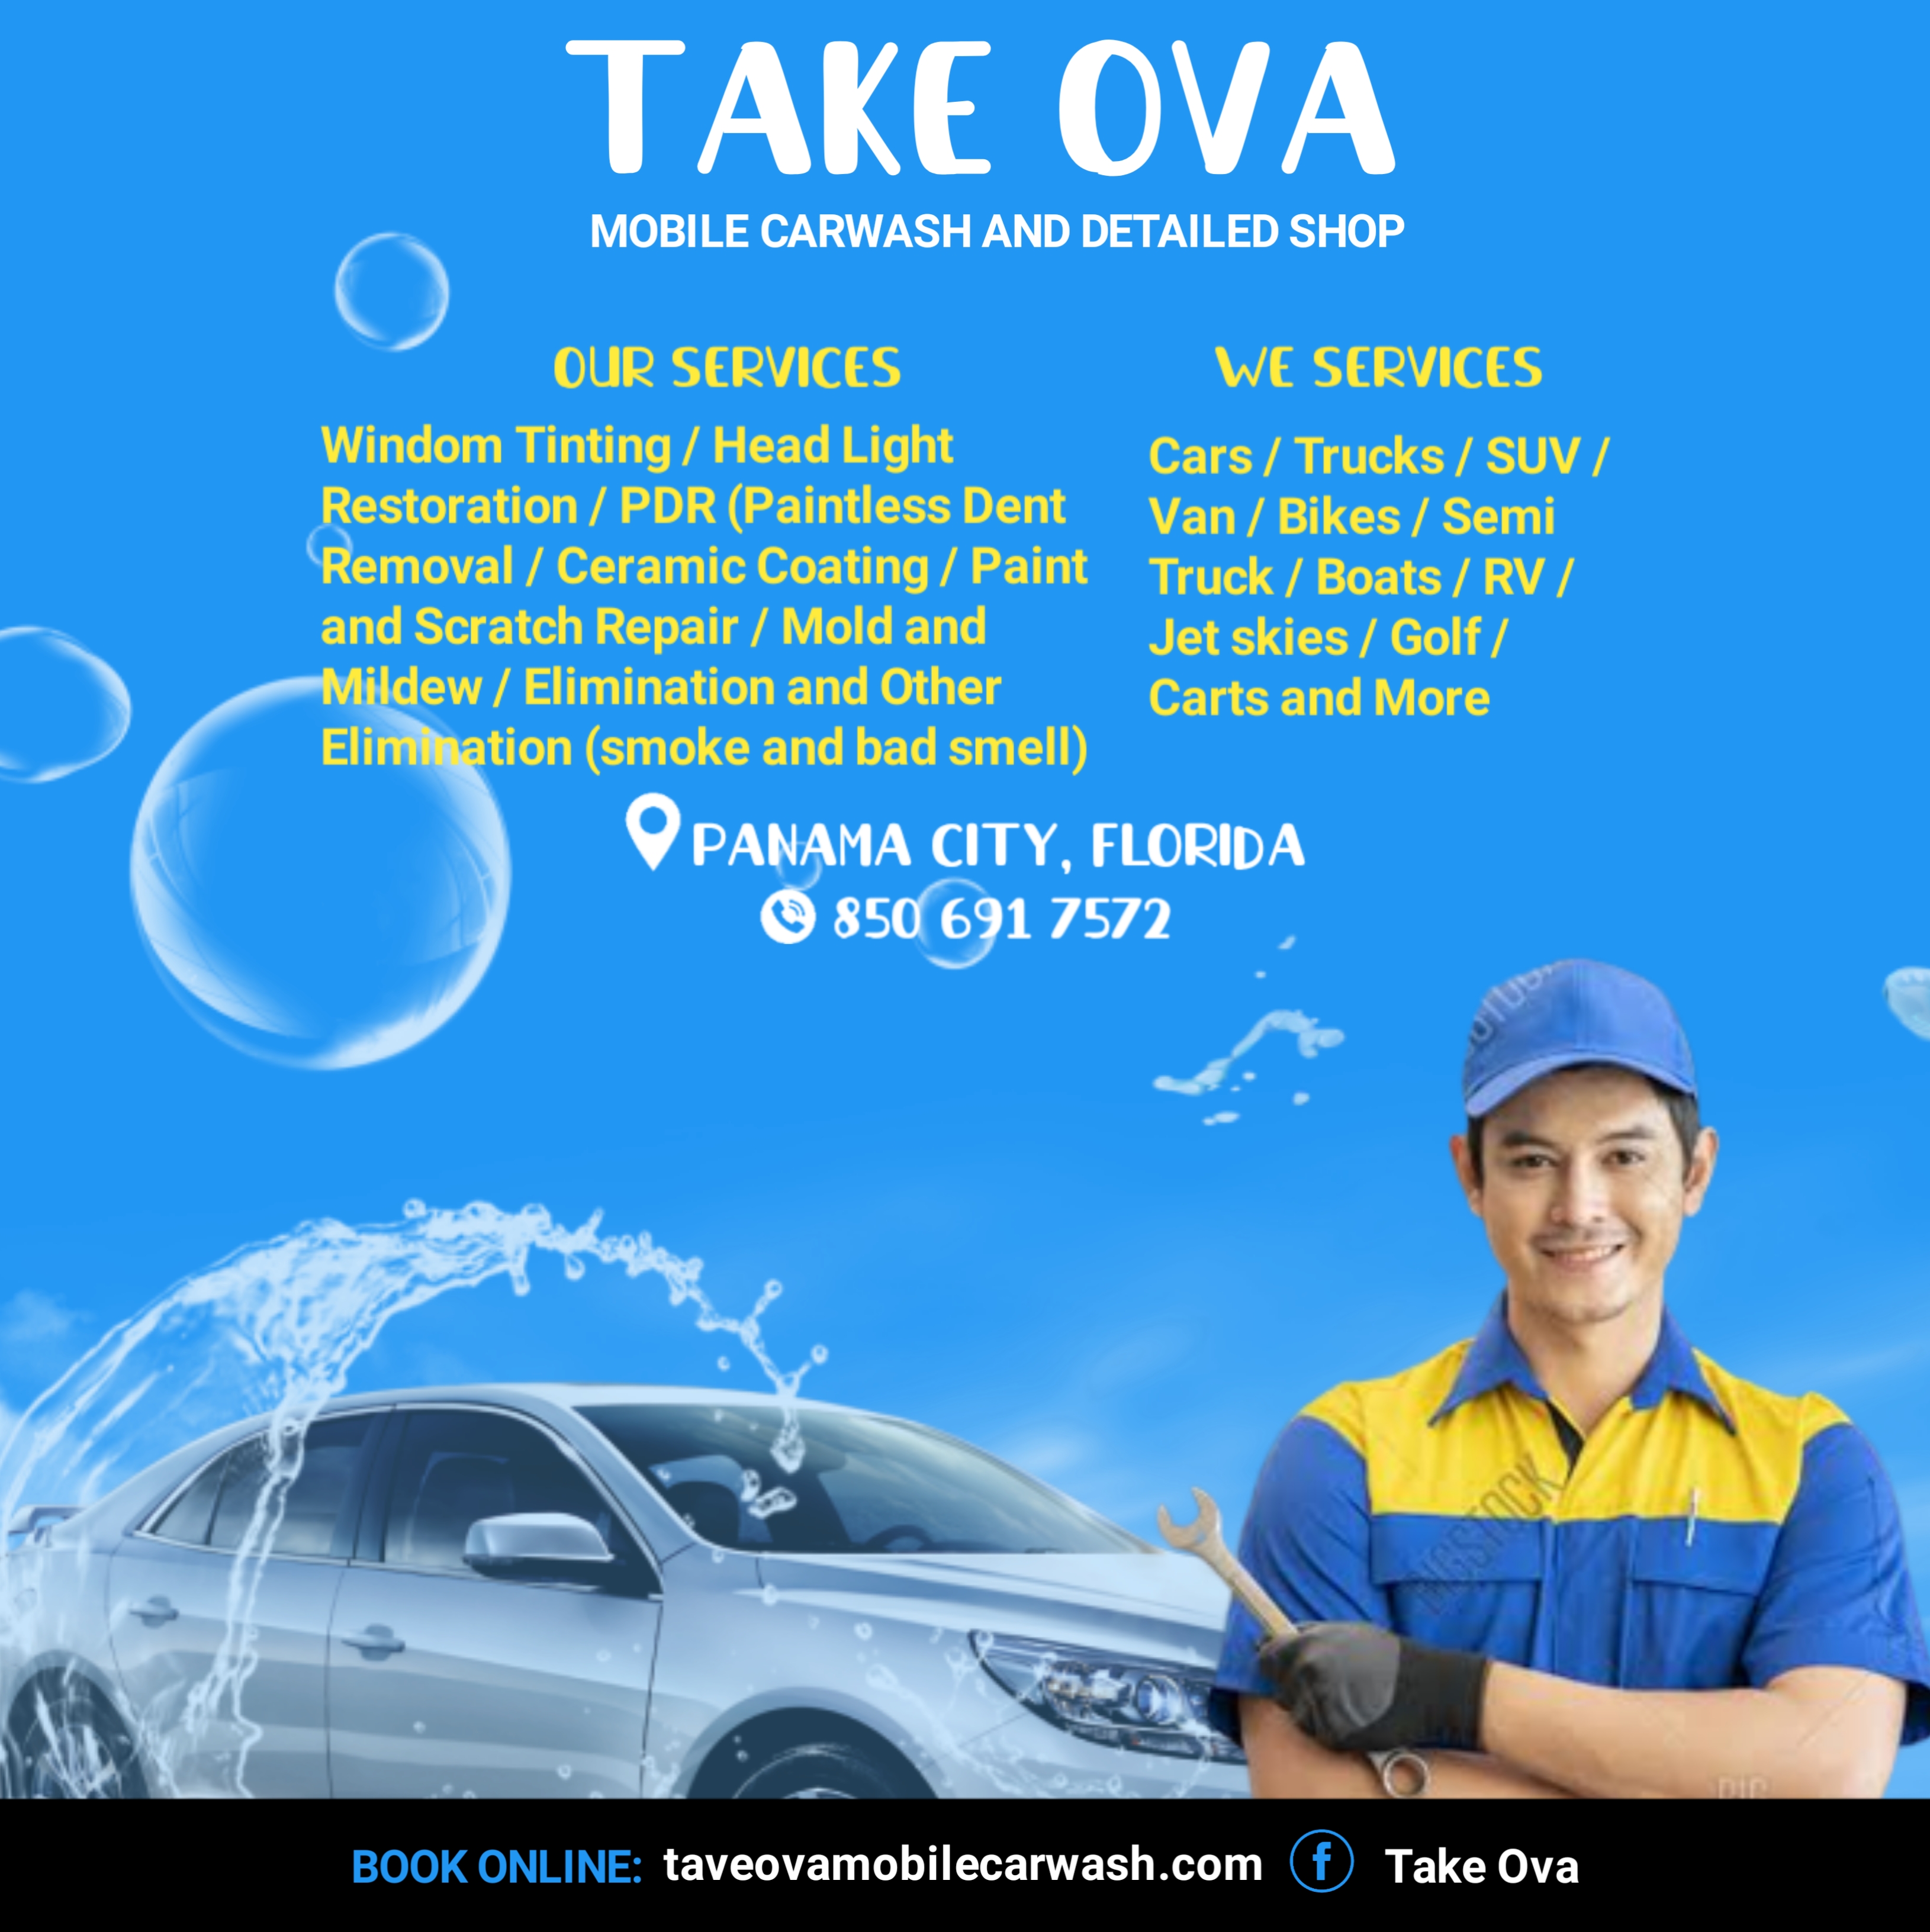 TAKE OVA
MOBILE CARWASH AND DETAILED SHOP
OUR SERVICES
Windom Tinting / Head Light
Restoration / PDR (Paintless Dent
Removal / Ceramic Coating / Paint
and Scratch Repair / Mold and
Mildew / Elimination and Other
Elimination (smoke and bad smell)
WE SERVICES
Cars / Trucks / SUV /
Van / Bikes / Semi
Truck / Boats / RV /
Jet skies / Golf /
Carts and More
PANAMA CITY, FLORIDA
850 691 7572
BIGSTOCK
BOOK ONLINE: taveovamobilecarwash.com f Take Ova